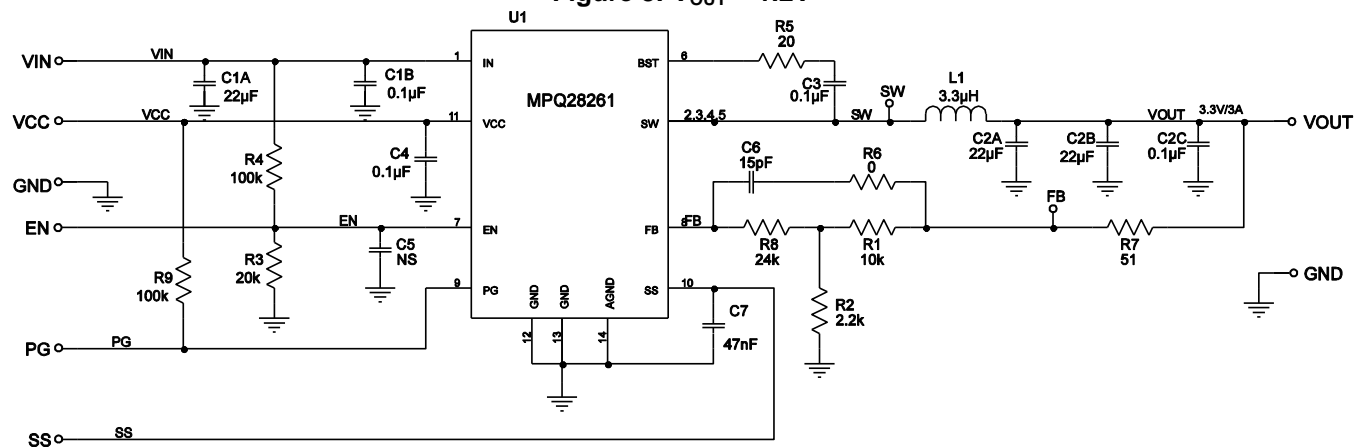 U1
R5
20
VIN
VIN
1
IN
BST
6
C1A
22µF
C1B
0.1µF
MPQ28261
C3
0.1µF
SW
L1
3.3µH
VCC
VCC
11
VCC
SW
2.3.4.5
SW
VOUT
3.3V/3A
VOUT
R4
100k
C4
0.1µF
C6
15pF
R6
0
C2A
22µF
C2B
22µF
C2C
0.1µF
GND
FB
EN
EN
7
EN
FB
8
FB
R9
100k
R3
20k
C5
NS
R8
24k
R1
10k
R7
51
9
PG
GND
GND
AGND
SS
10
GND
12
13
14
C7
47nF
R2
2.2k
PG
PG
SS
SS